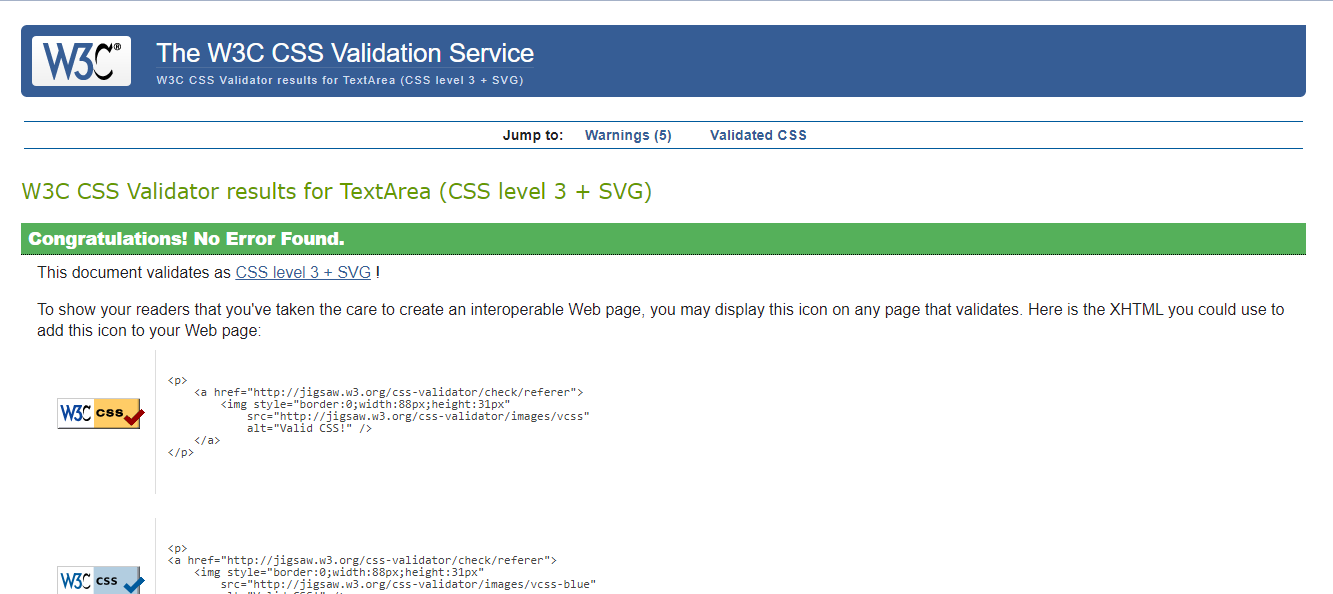 W3C®
The W3C CSS Validation Service
W3C CSS Validator results for TextArea (CSS level 3 + SVG)
Jump to: Warnings (5) Validated CSS
W3C CSS Validator results for TextArea (CSS level 3 + SVG)
Congratulations! No Error Found.
This document validates as CSS level 3 + SVG !
To show your readers that you've taken the care to create an interoperable Web page, you may display this icon on any page that validates. Here is the XHTML you could use to
add this icon to your Web page:
W3C css
<p>
<a href="http://jigsaw.w3.org/css-validator/check/referer">
<img style="border:0;width:88px;height:31px"
src="http://jigsaw.w3.org/css-validator/images/vcss"
alt="Valid CSS!" />
</a>
</p>
W3C css
<p>
<a href="http://jigsaw.w3.org/css-validator/check/referer">
<img style="border:0;width:88px;height:31px"
src="http://jigsaw.w3.org/css-validator/images/vcss-blue"